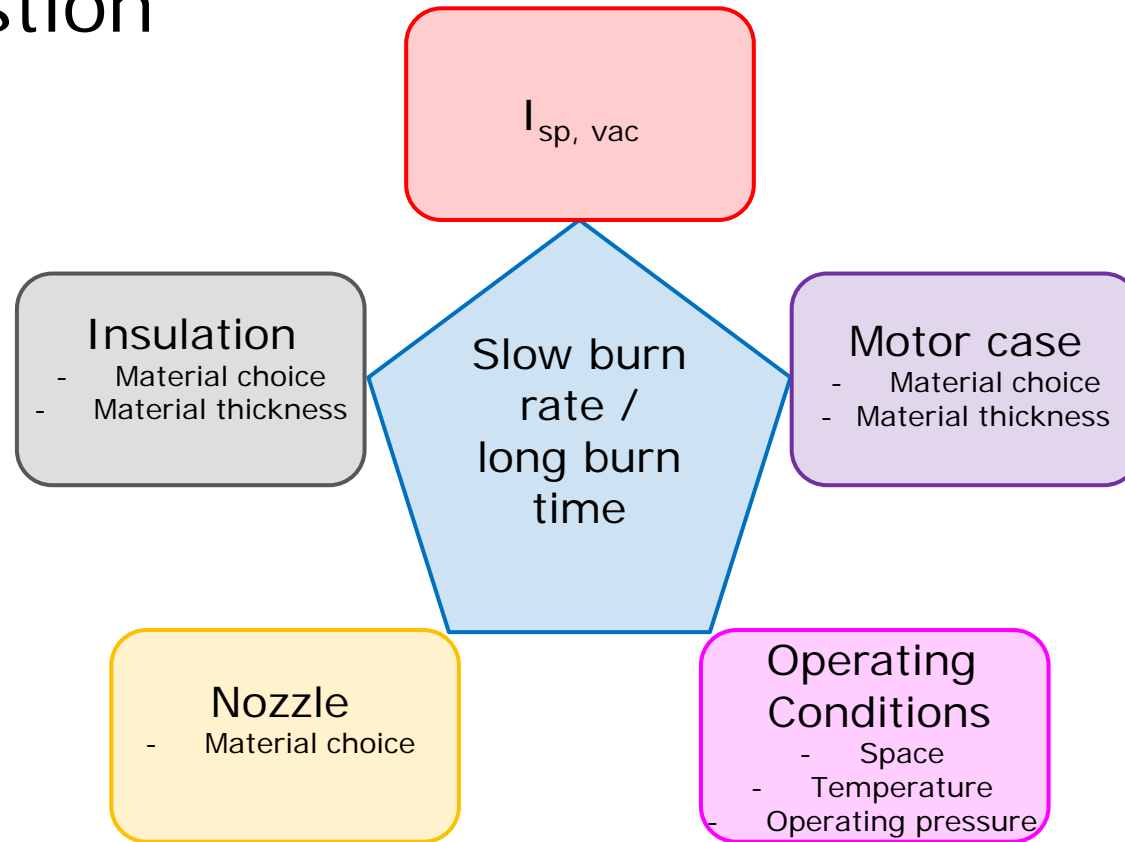 stion
I sp, vac
Insulation
- Material choice
- Material thickness
Slow burn
rate /
long burn
time
Motor case
- Material choice
- Material thickness
Nozzle
- Material choice
Operating
Conditions
- Space
- Temperature
- Operating pressure